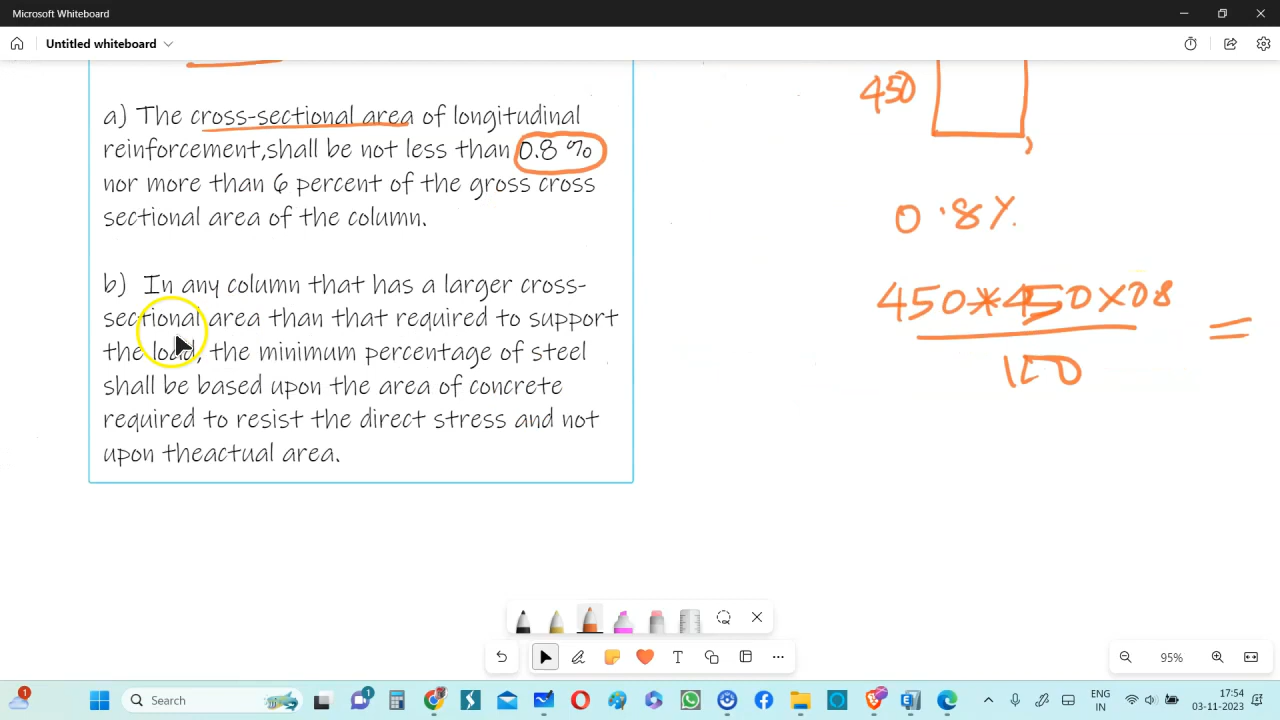 Microsoft Whiteboard
Untitled whiteboard
a) The cross-sectional area of longitudinal
reinforcement,shall be not less than 0.8 %
nor more than 6 percent of the gross cross
sectional area of the column.
b) In any column that has a larger cross-
sectional area than that required to support
the load, the minimum percentage of steel
shall be based upon the area of concrete
required to resist the direct stress and not
upon theactual area.
450
0.8%
450*450×08
=
100
95%
1
Search
1
ENG
IN
17:54
03-11-2023